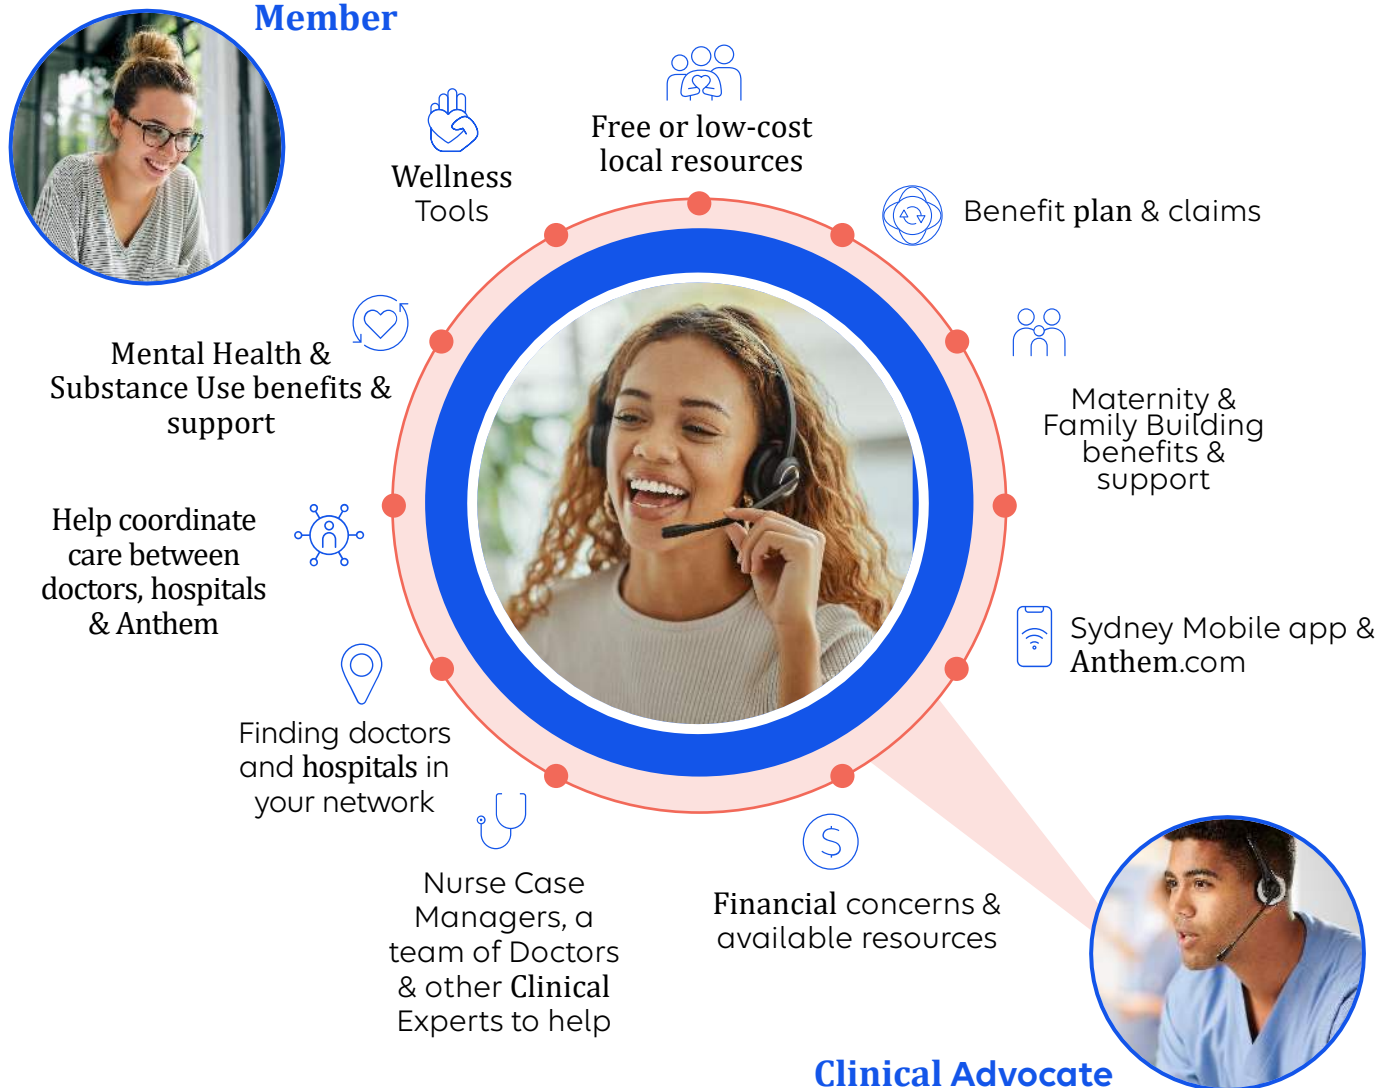 Member
Free or low-cost
local resources
Wellness
Tools
Benefit plan & claims
Mental Health &
Substance Use benefits &
support
Maternity &
Family Building
benefits &
support
Help coordinate
care between
doctors, hospitals
& Anthem
Sydney Mobile app &
Anthem.com
Finding doctors
and hospitals in
your network
Nurse Case
Managers, a
team of Doctors
& other Clinical
Experts to help
Financial concerns &
available resources
$
Clinical Advocate